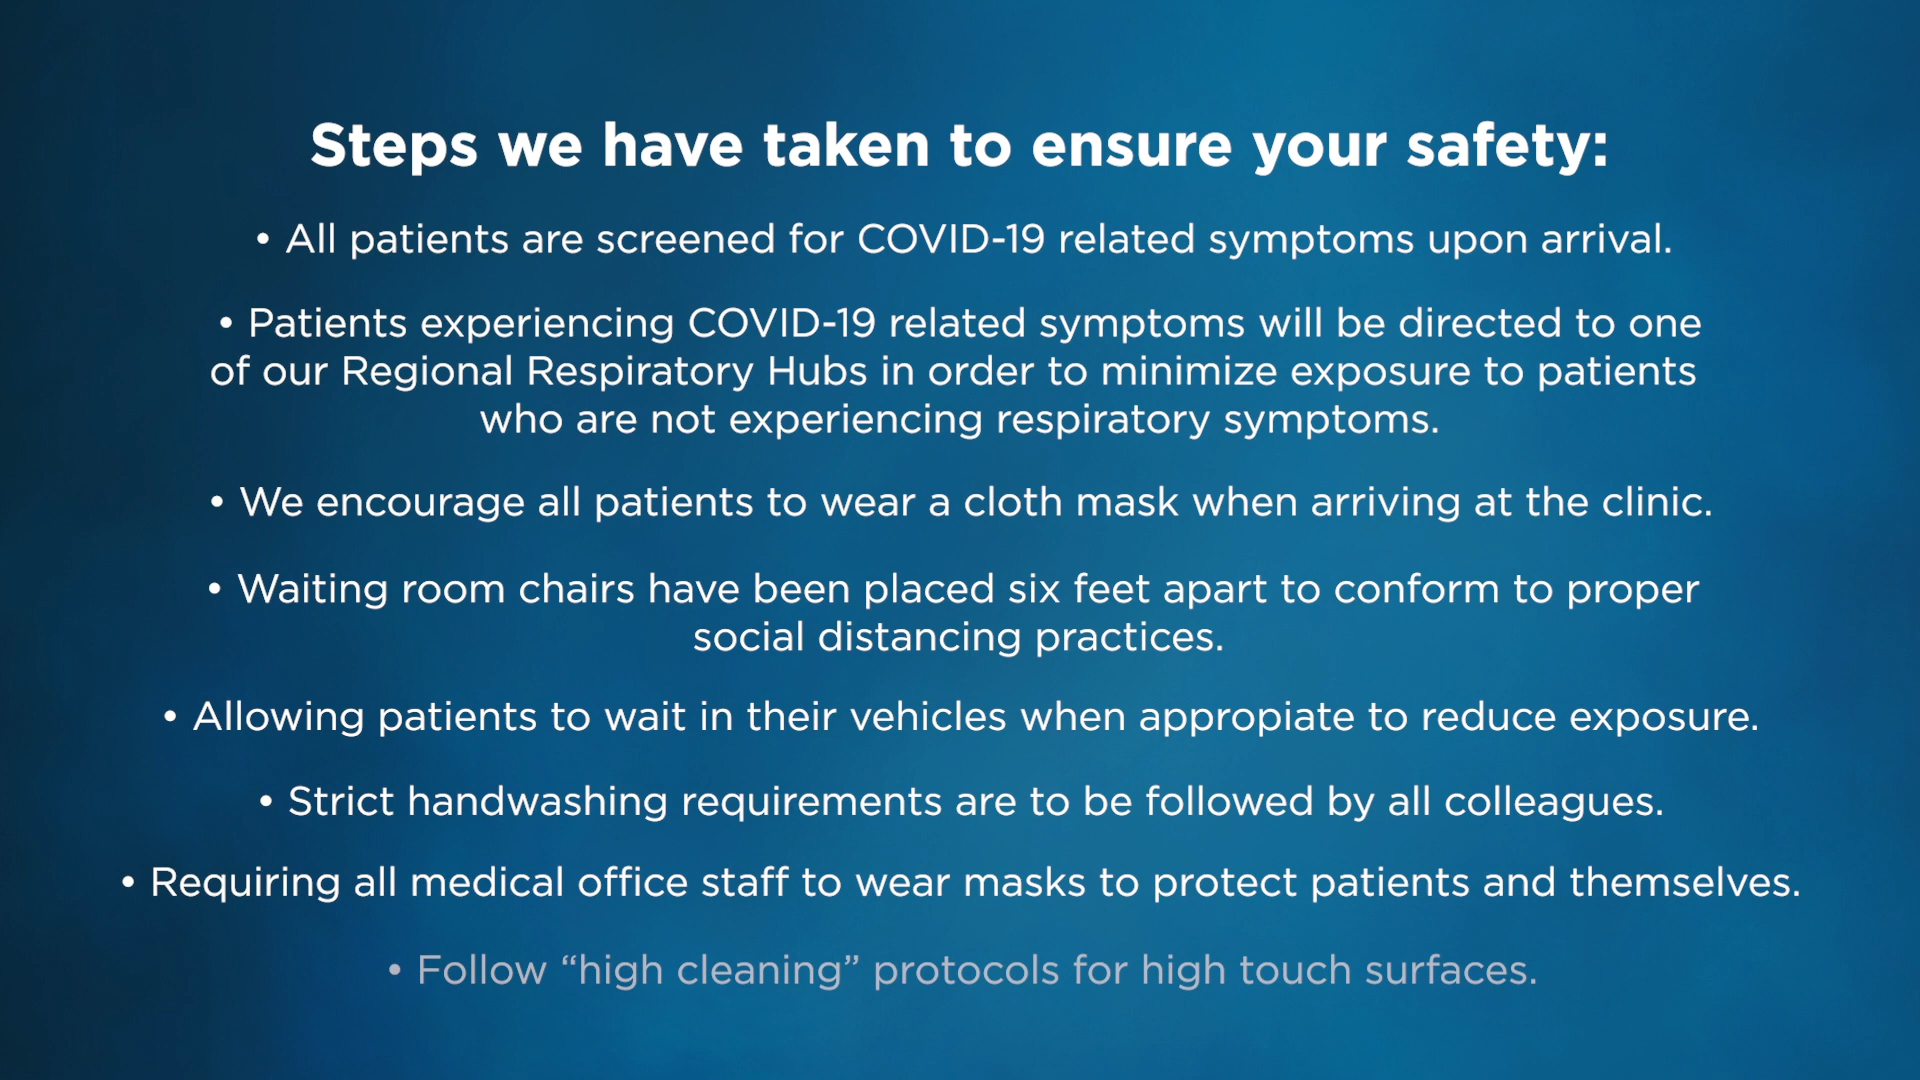 Steps we have taken to ensure your safety:
• All patients are screened for COVID-19 related symptoms upon arrival.
• Patients experiencing COVID-19 related symptoms will be directed to one
of our Regional Respiratory Hubs in order to minimize exposure to patients
who are not experiencing respiratory symptoms.
• We encourage all patients to wear a cloth mask when arriving at the clinic.
• Waiting room chairs have been placed six feet apart to conform to proper
social distancing practices.
• Allowing patients to wait in their vehicles when appropiate to reduce exposure.
• Strict handwashing requirements are to be followed by all colleagues.
• Requiring all medical office staff to wear masks to protect patients and themselves.
• Follow “high cleaning” protocols for high touch surfaces.